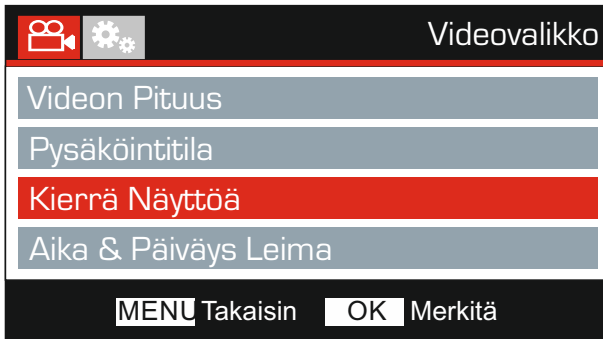 Videovalikko
Videon Pituus
Pysäköintitila
Kierrä Näyttöä
Aika & Päiväys Leima
MENU Takaisin OK Merkitä